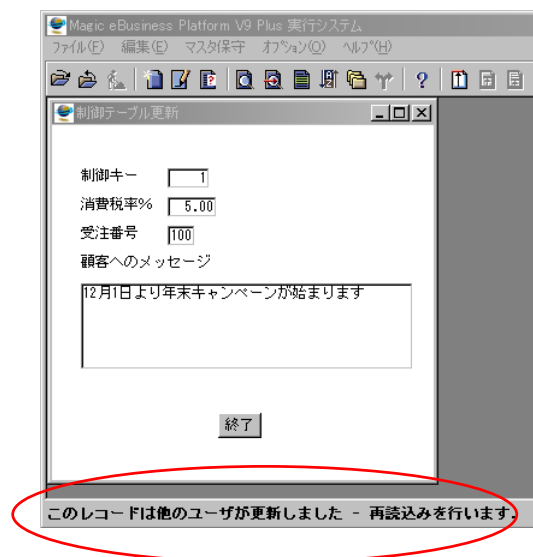 Magic eBusiness Platform V9 Plus 実行システム
ファイル(F) 編集(E) マスタ保守 オプション(O) ヘルプ(H)
制御テーブル更新
制御キー 1
消費税率% 5.00
受注番号 100
顧客へのメッセージ
12月1日より年末キャンペーンが始まります
終了
このレコードは他のユーザが更新しました - 再読込みを行います.